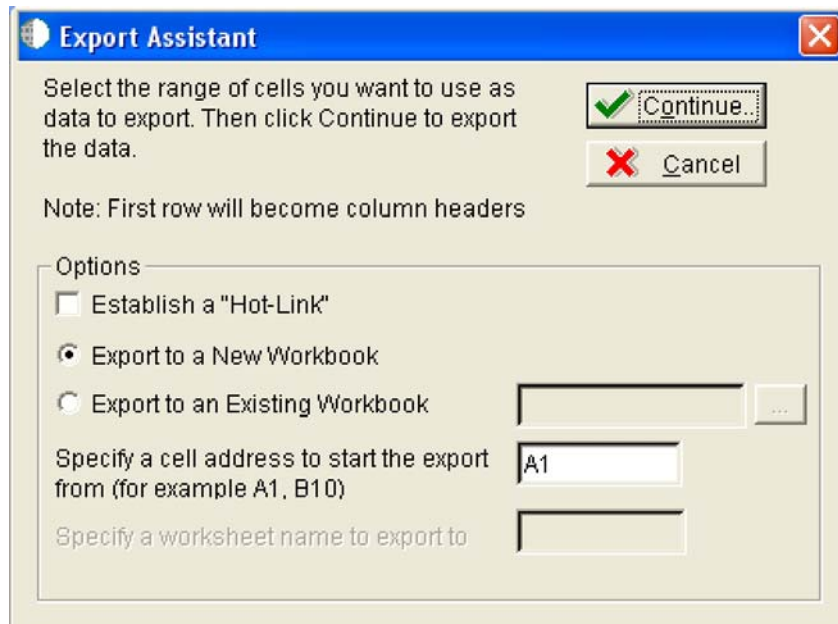 Export Assistant
Select the range of cells you want to use as
data to export. Then click Continue to export
the data.
Continue..
Cancel
Note: First row will become column headers
Options
Establish a "Hot-Link"
Export to a New Workbook
Export to an Existing Workbook
...
Specify a cell address to start the export
from (for example A1, B10)
A1
Specify a worksheet name to export to